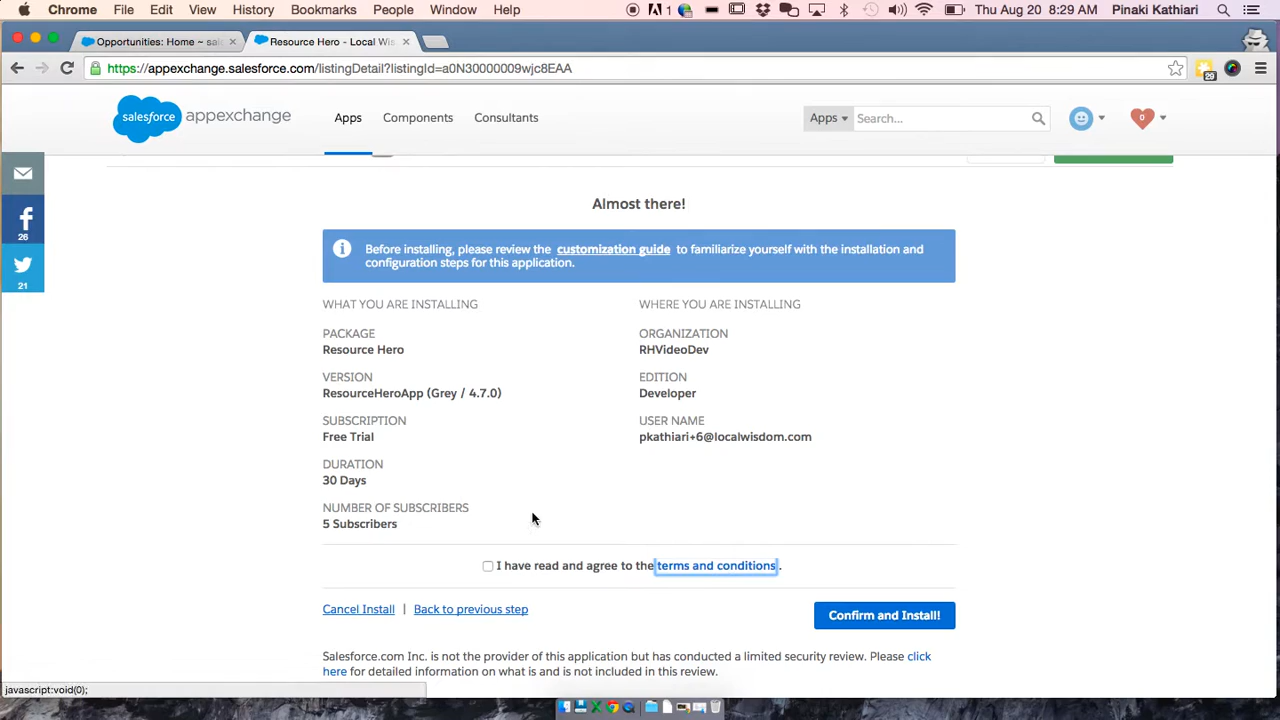 Chrome File Edit View History Bookmarks People Window Help 1 Thu Aug 20 8:29 AM Pinaki Kathiari
Opportunities: Home ~ sale × Resource Hero - Local Wis ×
https://appexchange.salesforce.com/listingDetail?listingId=a0N30000009wjc8EAA 29
salesforce appexchange Apps Components Consultants Apps Search... 0
26
21
Almost there!
Before installing, please review the customization guide to familiarize yourself with the installation and
configuration steps for this application.
WHAT YOU ARE INSTALLING WHERE YOU ARE INSTALLING
PACKAGE ORGANIZATION
Resource Hero RHVideoDev
VERSION EDITION
ResourceHeroApp (Grey / 4.7.0) Developer
SUBSCRIPTION USER NAME
Free Trial pkathiari+6@localwisdom.com
DURATION
30 Days
NUMBER OF SUBSCRIBERS
5 Subscribers
I have read and agree to the terms and conditions.
Cancel Install | Back to previous step Confirm and Install!
Salesforce.com Inc. is not the provider of this application but has conducted a limited security review. Please click
here for detailed information on what is and is not included in this review.
javascript:void(0);